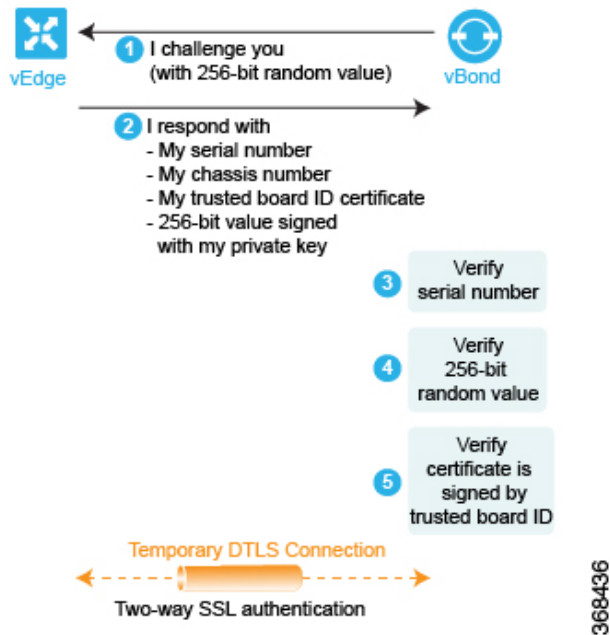 1 I challenge you
(with 256-bit random value)
vEdge
vBond
2 I respond with
- My serial number
- My chassis number
- My trusted board ID certificate
- 256-bit value signed
with my private key
3 Verify
serial number
4 Verify
256-bit
random value
5 Verify
certificate is
signed by
trusted board ID
Temporary DTLS Connection
Two-way SSL authentication
368436